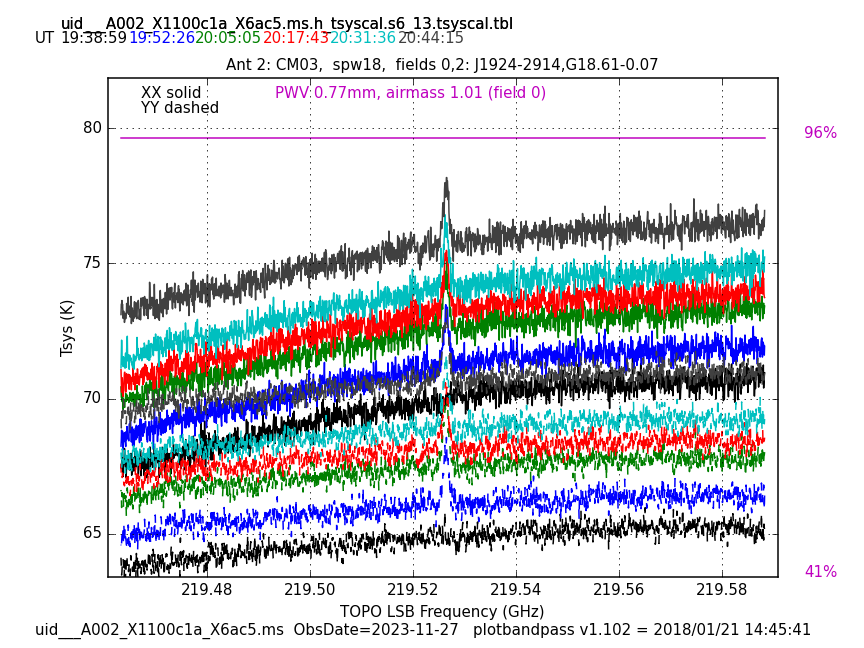 uid___A002_X1100c1a_X6ac5.ms.h_tsyscal.s6_13.tsyscal.tbl
UT 19:38:59 19:52:26 20:05:05 20:17:43 20:31:36 20:44:15
Ant 2: CM03,  spw18,  fields 0,2: J1924-2914,G18.61-0.07
XX solid PWV 0.77mm, airmass 1.01 (field 0)
YY dashed
80
96%
75
Tsys (K)
70
65
41%
219.48 219.50 219.52 219.54 219.56 219.58
TOPO LSB Frequency (GHz)
uid___A002_X1100c1a_X6ac5.ms  ObsDate=2023-11-27   plotbandpass v1.102 = 2018/01/21 14:45:41